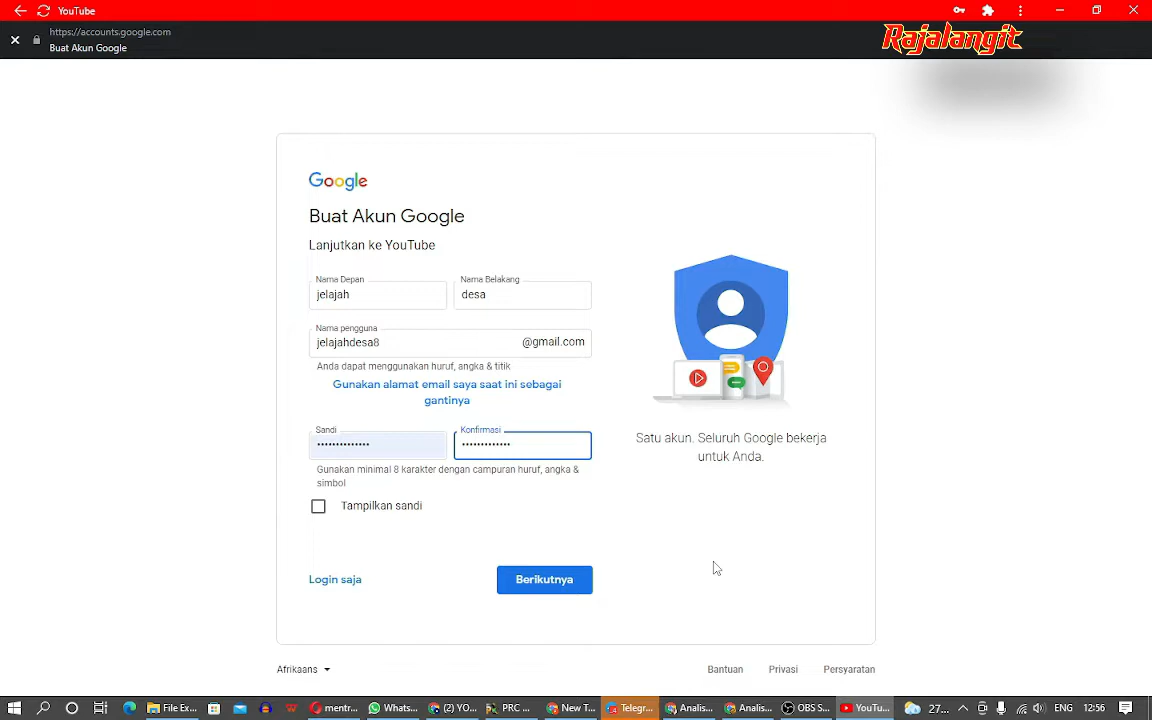 YouTube
https://accounts.google.com
Buat Akun Google
Rajalangit
Google
Buat Akun Google
Lanjutkan ke YouTube
Nama Depan
Nama Belakang
jelajah
desa
Nama pengguna
jelajahdesa8
@gmail.com
Anda dapat menggunakan huruf, angka & titik
Gunakan alamat email saya saat ini sebagai
gantinya
Sandi
Konfirmasi
••••••••••••••
•••••••••••••
Gunakan minimal 8 karakter dengan campuran huruf, angka &
simbol
Tampilkan sandi
Satu akun. Seluruh Google bekerja
untuk Anda.
Login saja
Berikutnya
Afrikaans
Bantuan
Privasi
Persyaratan
File Ex...
mentr...
Whats...
(2) YO...
PRC ...
New T...
Telegr...
Analis...
Analis...
OBS S...
YouTu...
27...
ENG
12:56